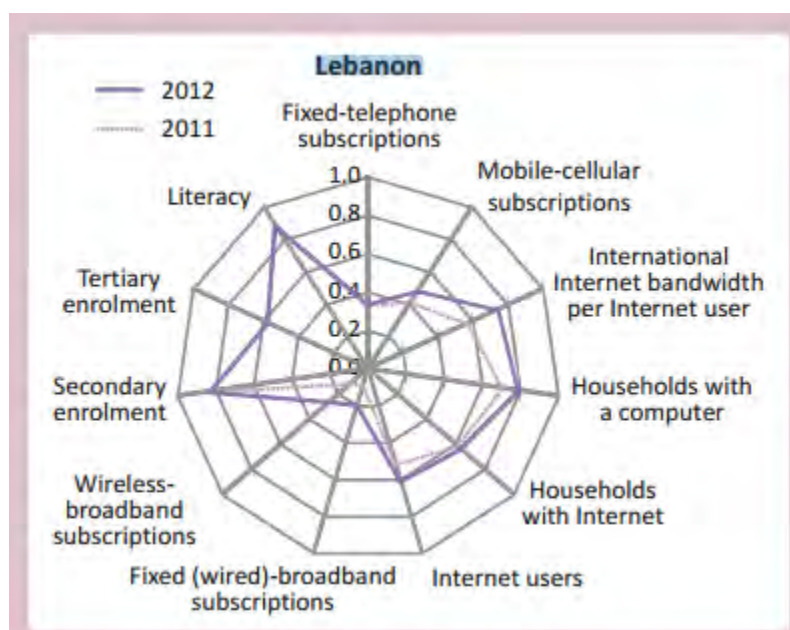 Lebanon
2012
2011
Fixed-telephone
subscriptions
Mobile-cellular
subscriptions
International
Internet bandwidth
per Internet user
Households with
a computer
Households
with Internet
Internet users
Fixed (wired)-broadband
subscriptions
Wireless-
broadband
subscriptions
Secondary
enrolment
Tertiary
enrolment
Literacy
1.0
0.8
0.6
0.4
0.2
0.0